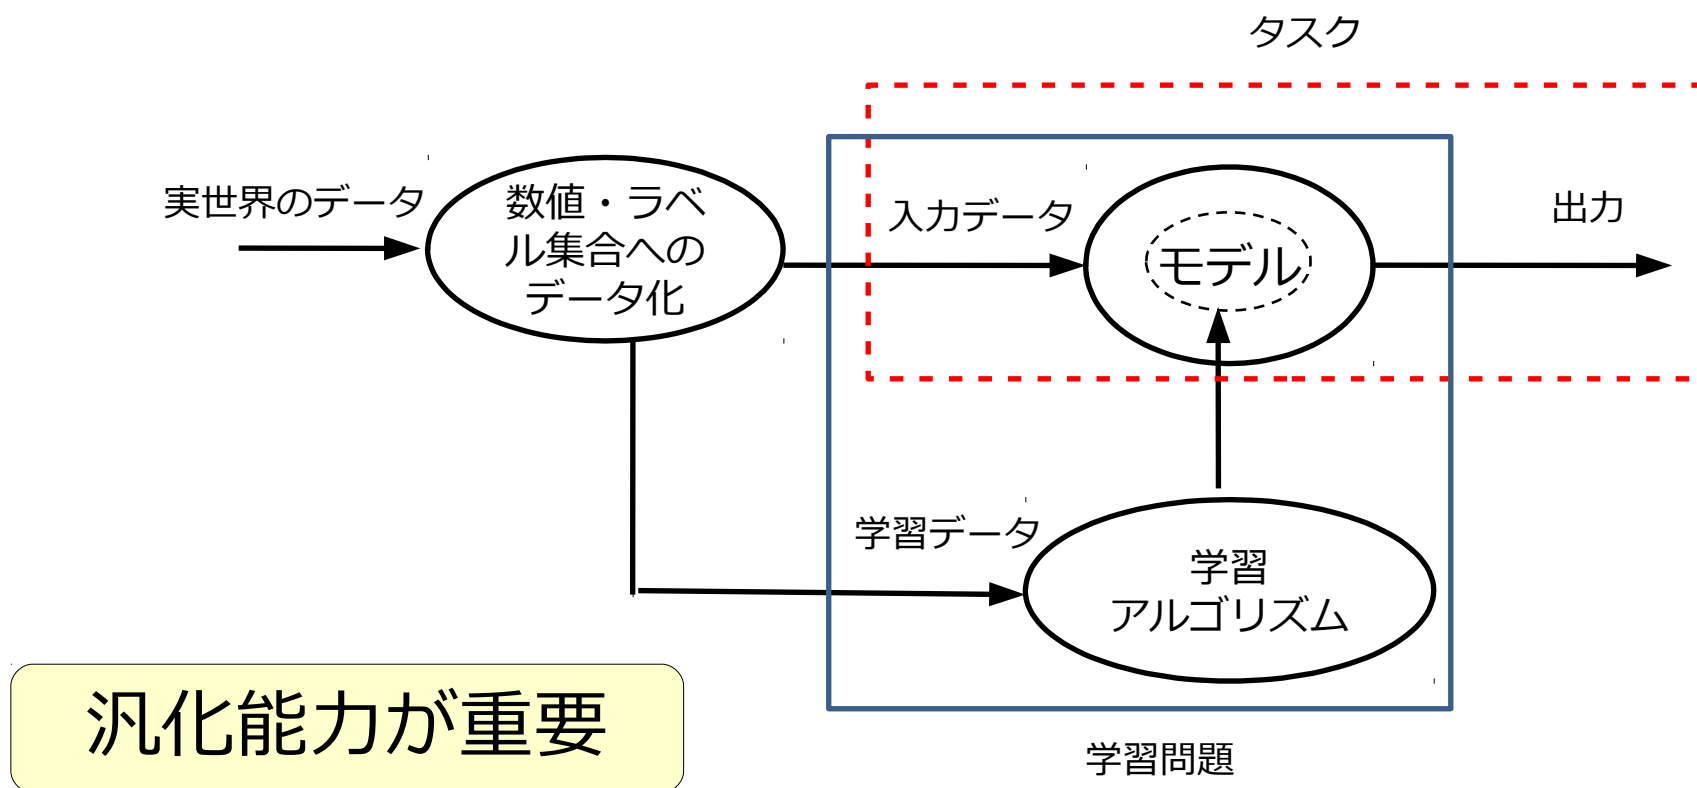 タスク
実世界のデータ
数値・ラベ
ル集合への
データ化
入力データ
モデル
出力
学習データ
学習
アルゴリズム
汎化能力が重要
学習問題